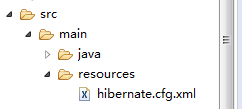 src
main
java
resources
hibernate.cfg.xml